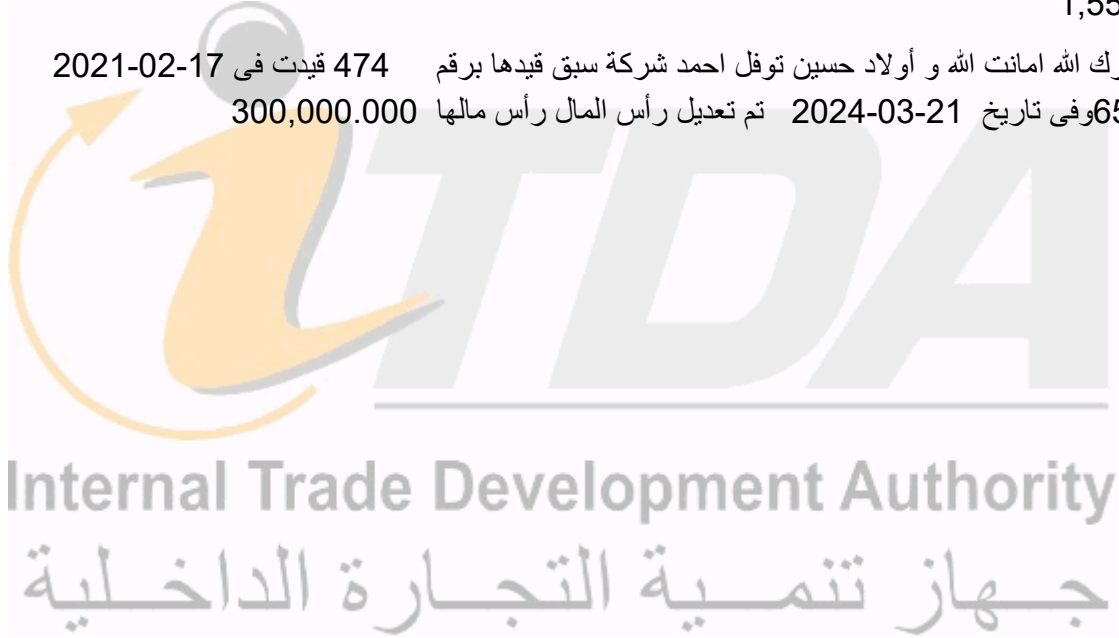 1,55
رك الله امانت الله و أولاد حسين توفل احمد شركة سبق قيدها برقم 474 قيدت فى 17-02-2021
65وفى تاريخ 21-03-2024 تم تعديل رأس المال رأس مالها 300,000.000
iTDA
Internal Trade Development Authority
جهاز تنمية التجارة الداخلية